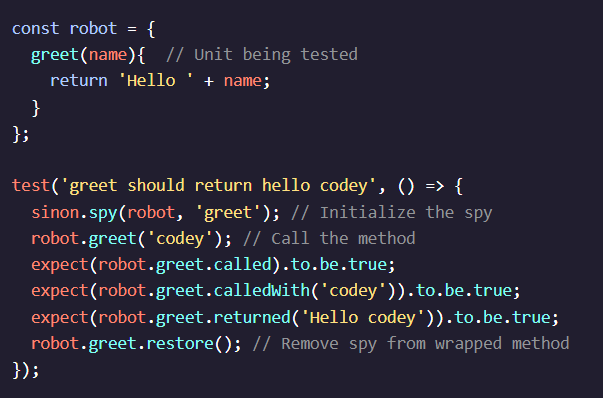 const robot = {
  greet(name){  // Unit being tested
    return 'Hello ' + name;
  }
};

test('greet should return hello codey', () => {
  sinon.spy(robot, 'greet'); // Initialize the spy
  robot.greet('codey'); // Call the method
  expect(robot.greet.called).to.be.true;
  expect(robot.greet.calledWith('codey')).to.be.true;
  expect(robot.greet.returned('Hello codey')).to.be.true;
  robot.greet.restore(); // Remove spy from wrapped method
});